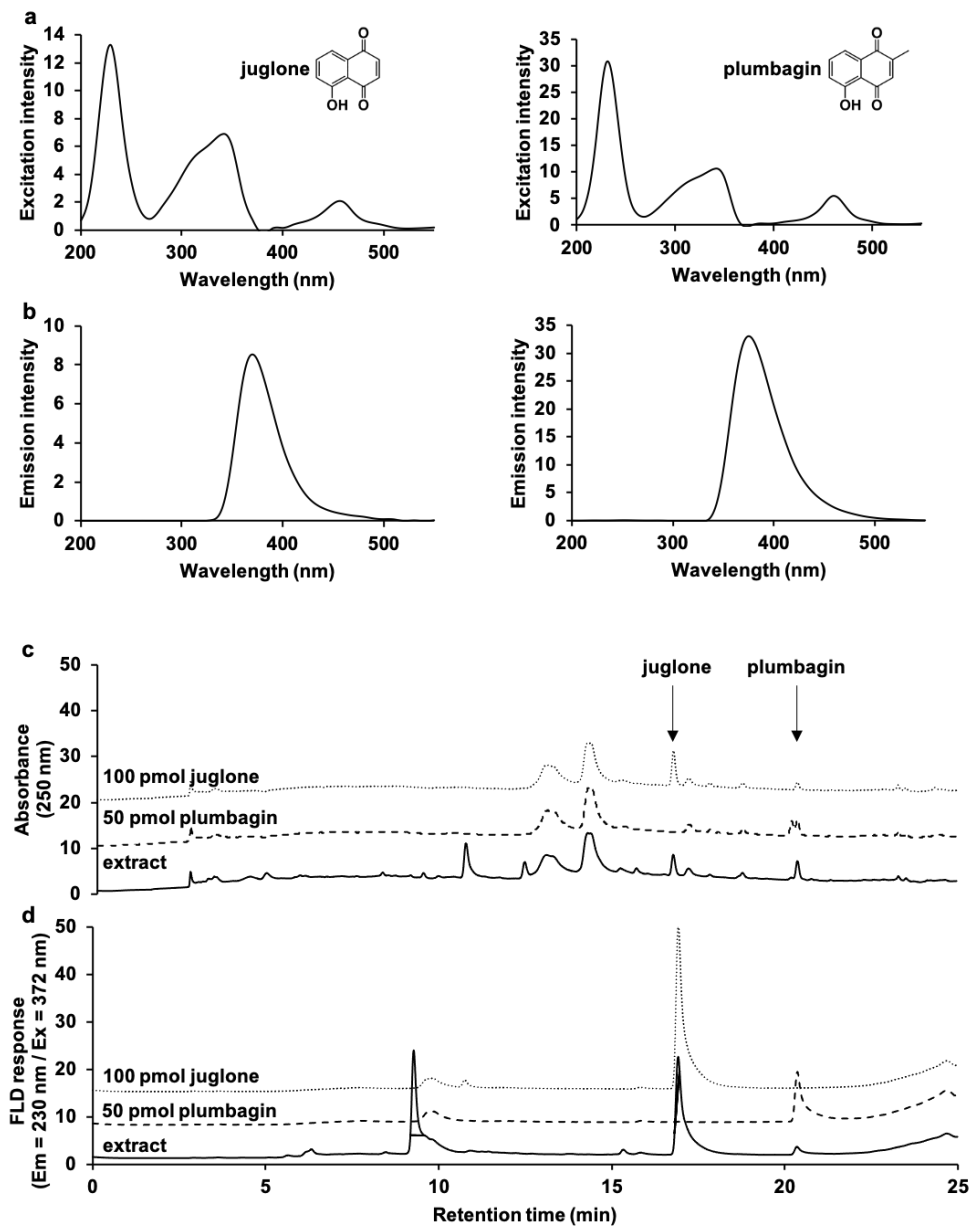 a
14
12
10
8
6
4
2
0
200 300 400 500
Excitation intensity
Wavelength (nm)
juglone
O
OH O
35
30
25
20
15
10
5
0
200 300 400 500
Excitation intensity
Wavelength (nm)
plumbagin
O
OH O
b
10
8
6
4
2
0
200 300 400 500
Emission intensity
Wavelength (nm)
35
30
25
20
15
10
5
0
200 300 400 500
Emission intensity
Wavelength (nm)
c
50
40
30
20
10
0
Absorbance
(250 nm)
juglone plumbagin
100 pmol juglone
50 pmol plumbagin
extract
d
50
40
30
20
10
0
FLD response
(Em = 230 nm / Ex = 372 nm)
100 pmol juglone
50 pmol plumbagin
extract
0 5 10 15 20 25
Retention time (min)